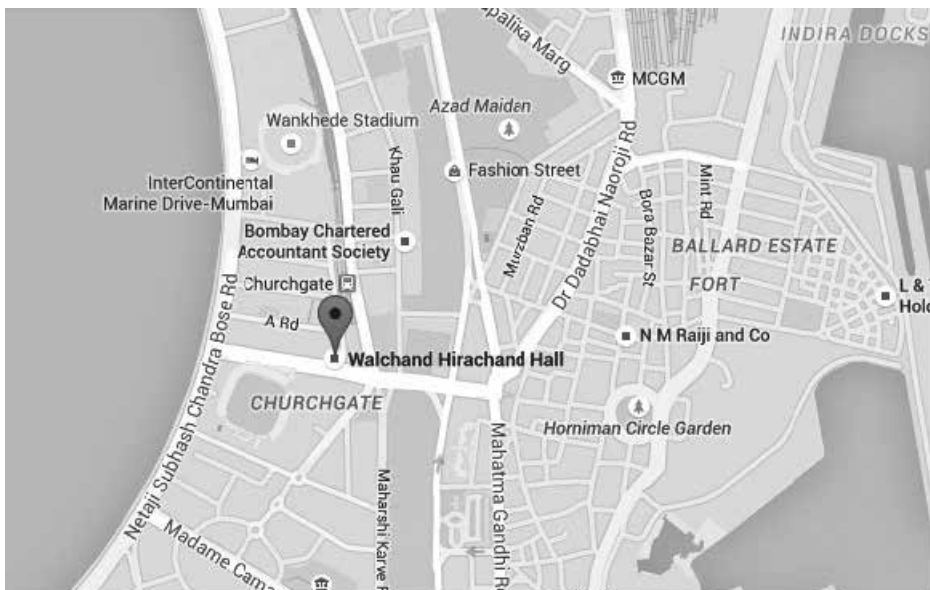 INDIRA DOCKS
apalika Marg
MCGM
Azad Maidan
Wankhede Stadium
Khau Gali
Fashion Street
Dr Dadabhai Naoroji Rd
Mint Rd
InterContinental
Marine Drive-Mumbai
Bora Bazar St
Murzban Rd
Bombay Chartered
Accountant Society
BALLARD ESTATE
Churchgate
FORT
L &
Hold
A Rd
N M Raiji and Co
Walchand Hirachand Hall
Netaji Subhash Chandra Bose Rd
CHURCHGATE
Horniman Circle Garden
Mahatma Gandhi R
Maharshi Karve R
Madame Cama